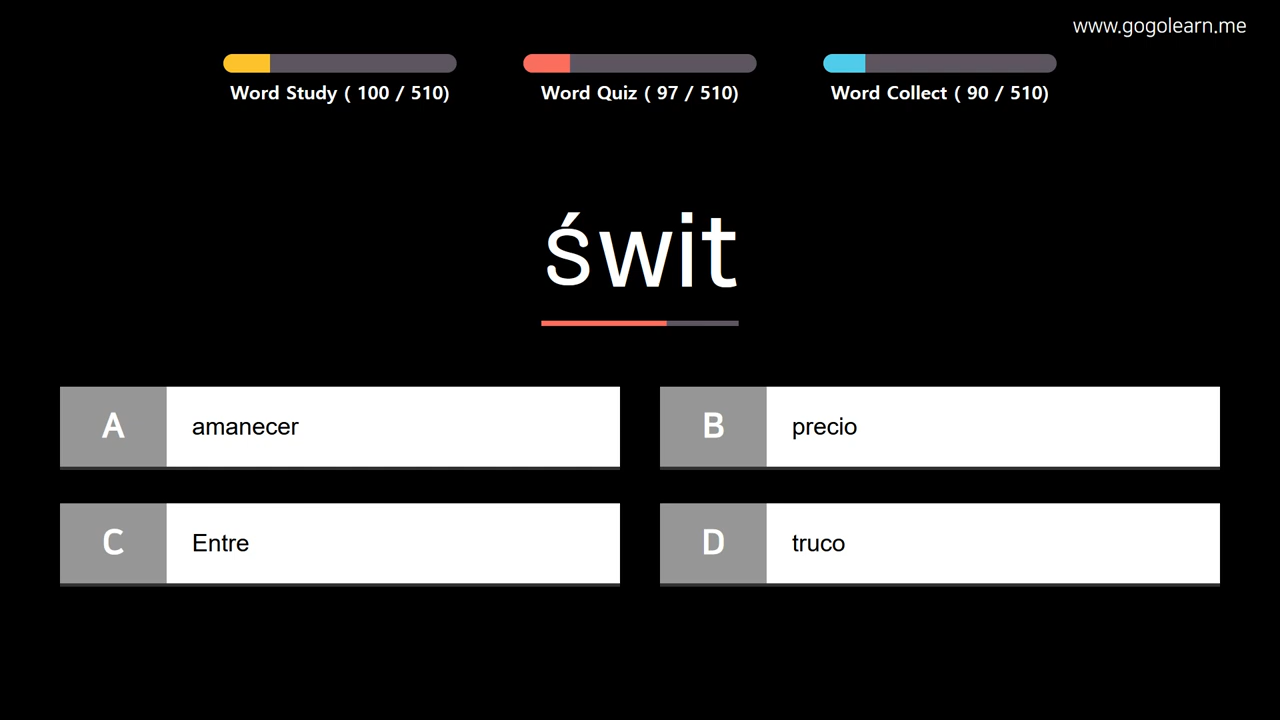 www.gogolearn.me
Word Study ( 100 / 510)
Word Quiz ( 97 / 510)
Word Collect ( 90 / 510)
świt
A amanecer
B precio
C Entre
D truco